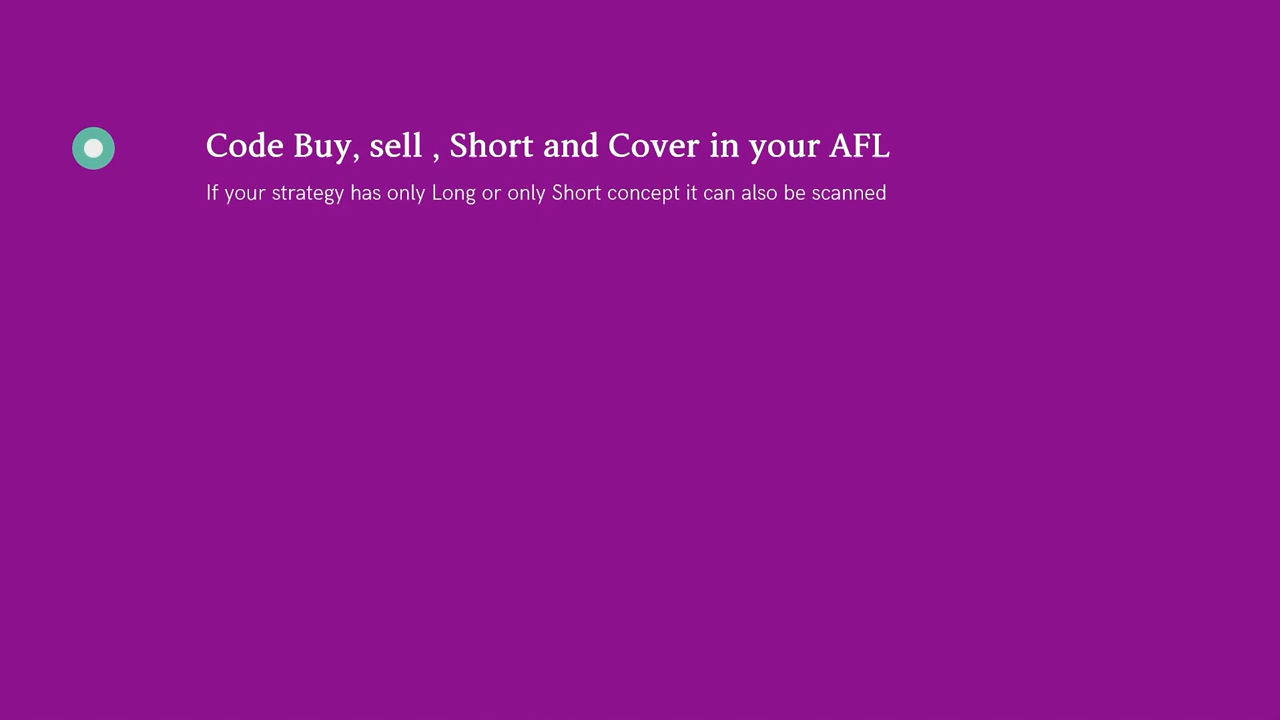 Code Buy, sell , Short and Cover in your AFL
If your strategy has only Long or only Short concept it can also be scanned